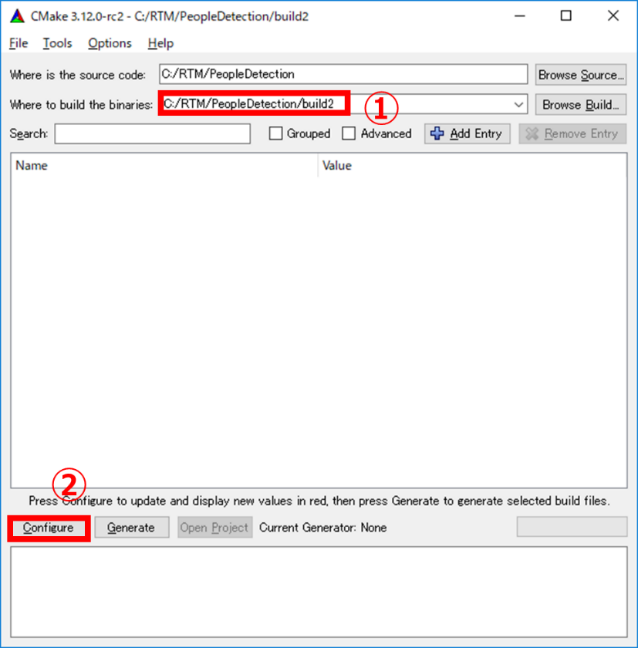 CMake 3.12.0-rc2 - C:/RTM/PeopleDetection/build2
File Tools Options Help
Where is the source code: C:/RTM/PeopleDetection Browse Source...
Where to build the binaries: C:/RTM/PeopleDetection/build2 ① Browse Build...
Search: Grouped Advanced Add Entry Remove Entry
Name Value
②
Press Configure to update and display new values in red, then press Generate to generate selected build files.
Configure Generate Open Project Current Generator: None